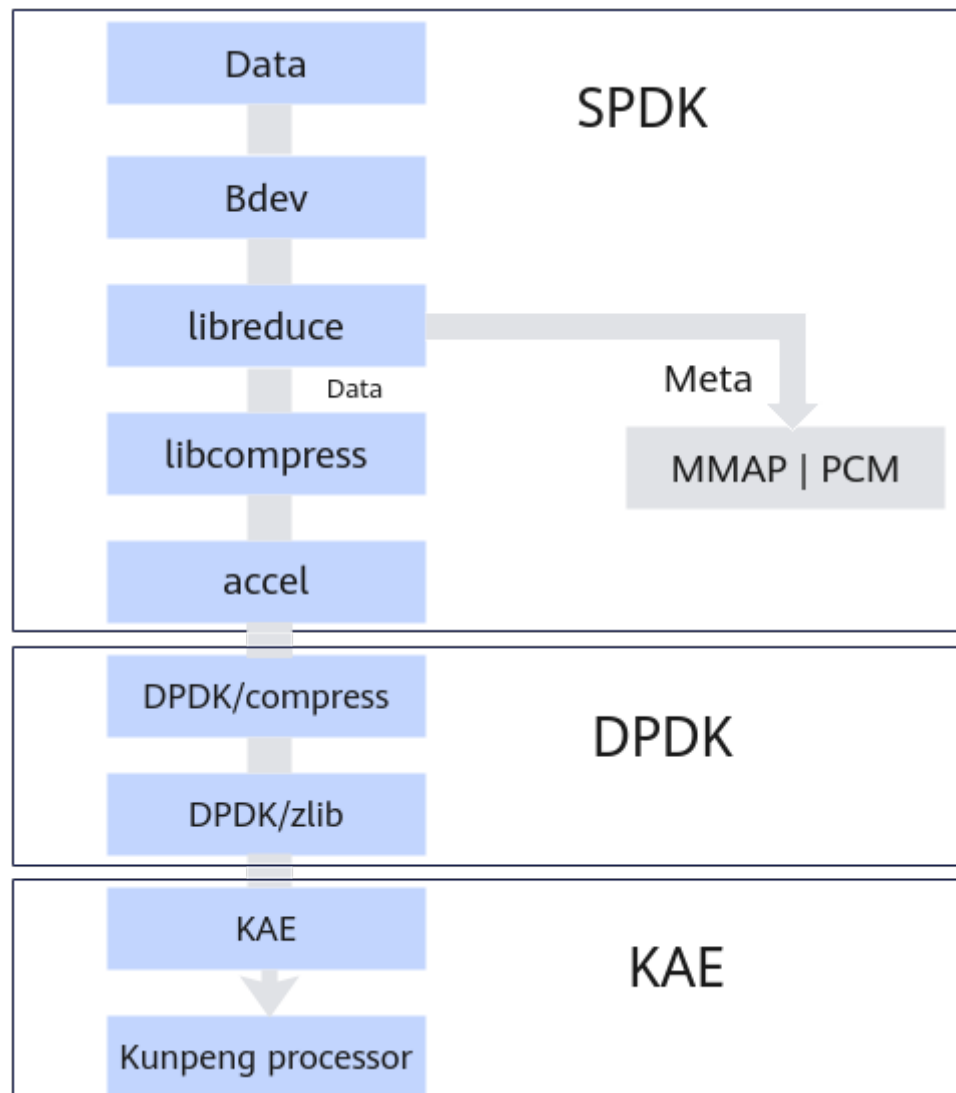 Data
SPDK
Bdev
libreduce
Data
Meta
libcompress
MMAP | PCM
accel
DPDK/compress
DPDK
DPDK/zlib
KAE
KAE
Kunpeng processor